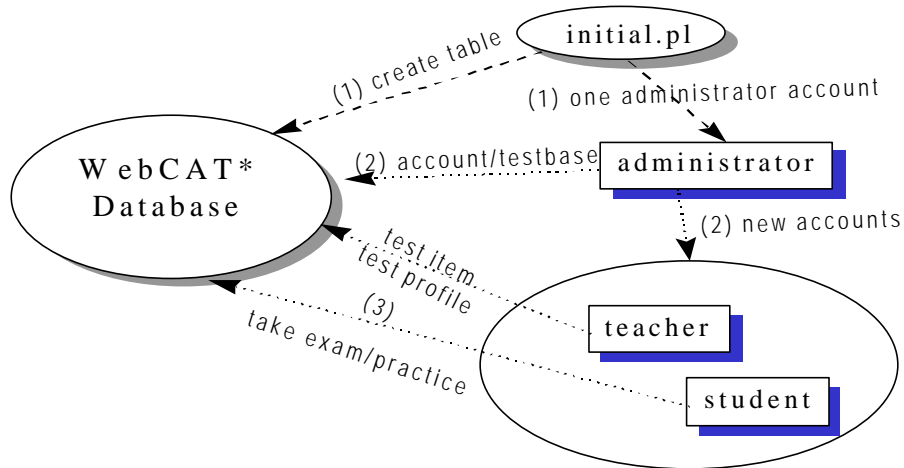 initial.pl
(1) create table
(1) one administrator account
WebCAT*
Database
(2) account/testbase
administrator
(2) new accounts
test item
test profile
(3)
take exam/practice
teacher
student